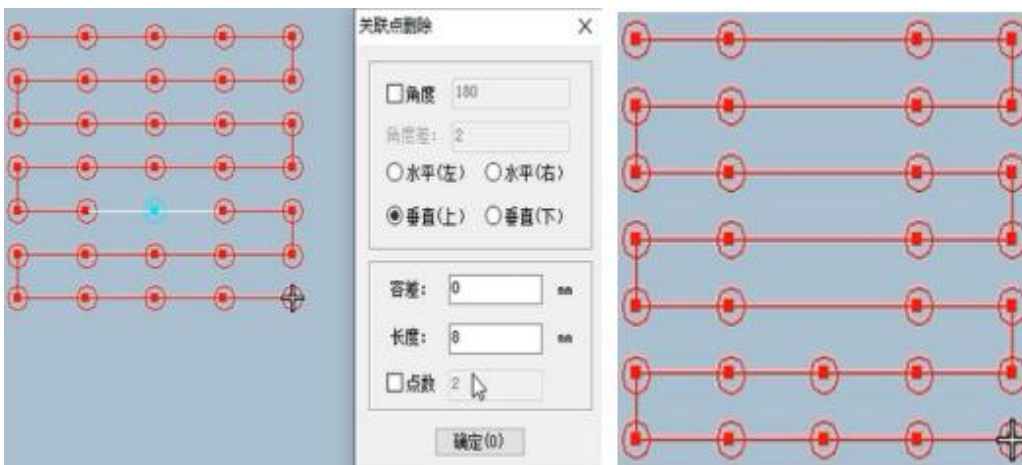 关联点删除
角度 180
角度差: 2
水平(左) 水平(右)
垂直(上) 垂直(下)
容差: 0 mm
长度: 8 mm
点数 2
确定(O)